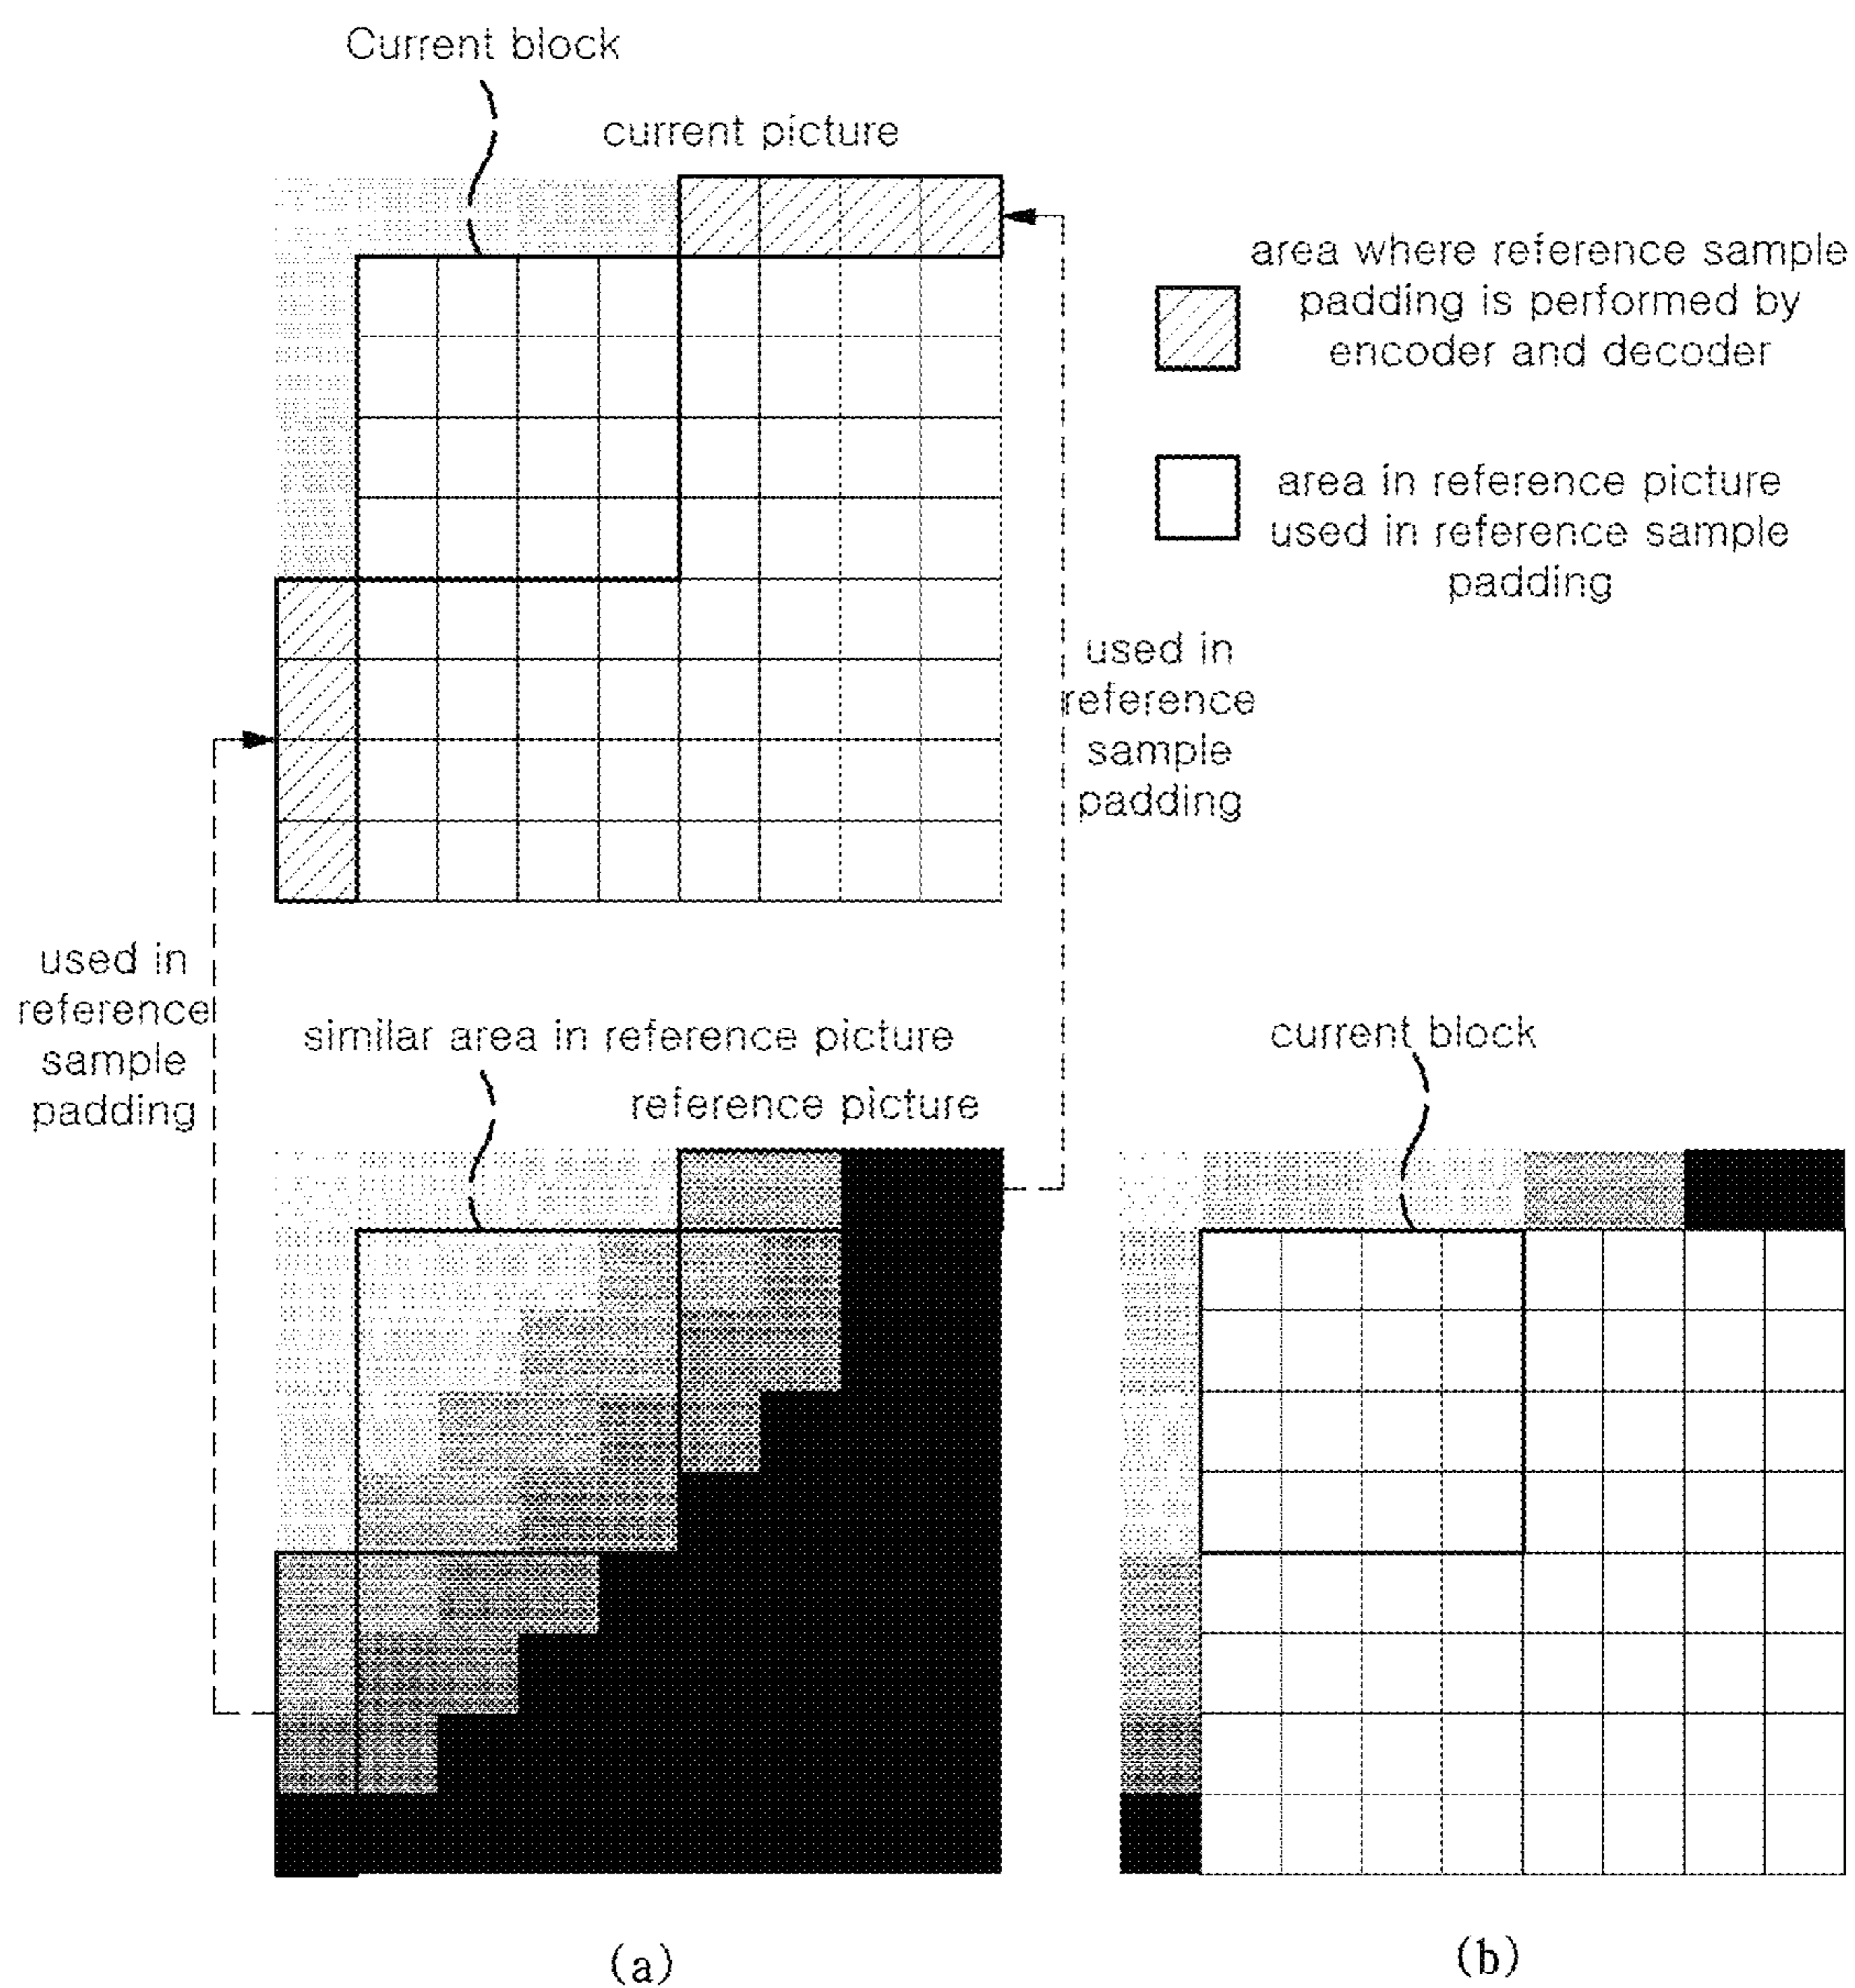 Current block
current picture
area where reference sample
padding is performed by
encoder and decoder
area in reference picture
used in reference sample
padding
used in
reference
sample
padding
used in
reference
sample
padding
similar area in reference picture
reference picture
current block
(a)
(b)